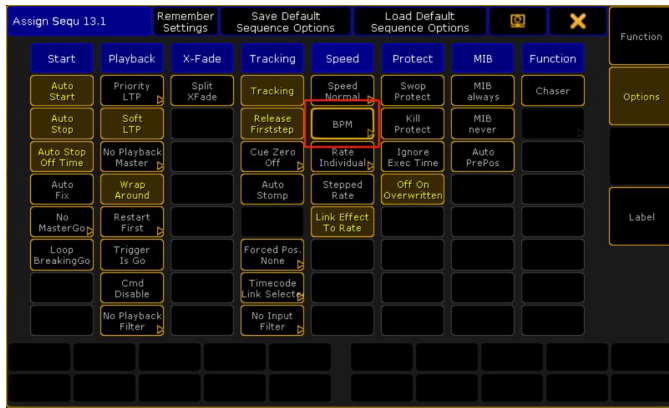 Assign Sequ 13.1
Remember
Settings
Save Default
Sequence Options
Load Default
Sequence Options
Function
Start
Playback
X-Fade
Tracking
Speed
Protect
MIB
Function
Auto
Start
Priority
LTP
Split
XFade
Tracking
Speed
Normal
Swop
Protect
MIB
always
Chaser
Options
Auto
Stop
Soft
LTP
Release
Firststep
BPM
Kill
Protect
MIB
never
Auto Stop
Off Time
No Playback
Master
Cue Zero
Off
Rate
Individual
Ignore
Exec Time
Auto
PrePos
Auto
Fix
Wrap
Around
Auto
Stomp
Stepped
Rate
Off On
Overwritten
No
MasterGo
Restart
First
Link Effect
To Rate
Label
Loop
BreakingGo
Trigger
Is Go
Forced Pos.
None
Cmd
Disable
Timecode
Link Selecte
No Playback
Filter
No Input
Filter